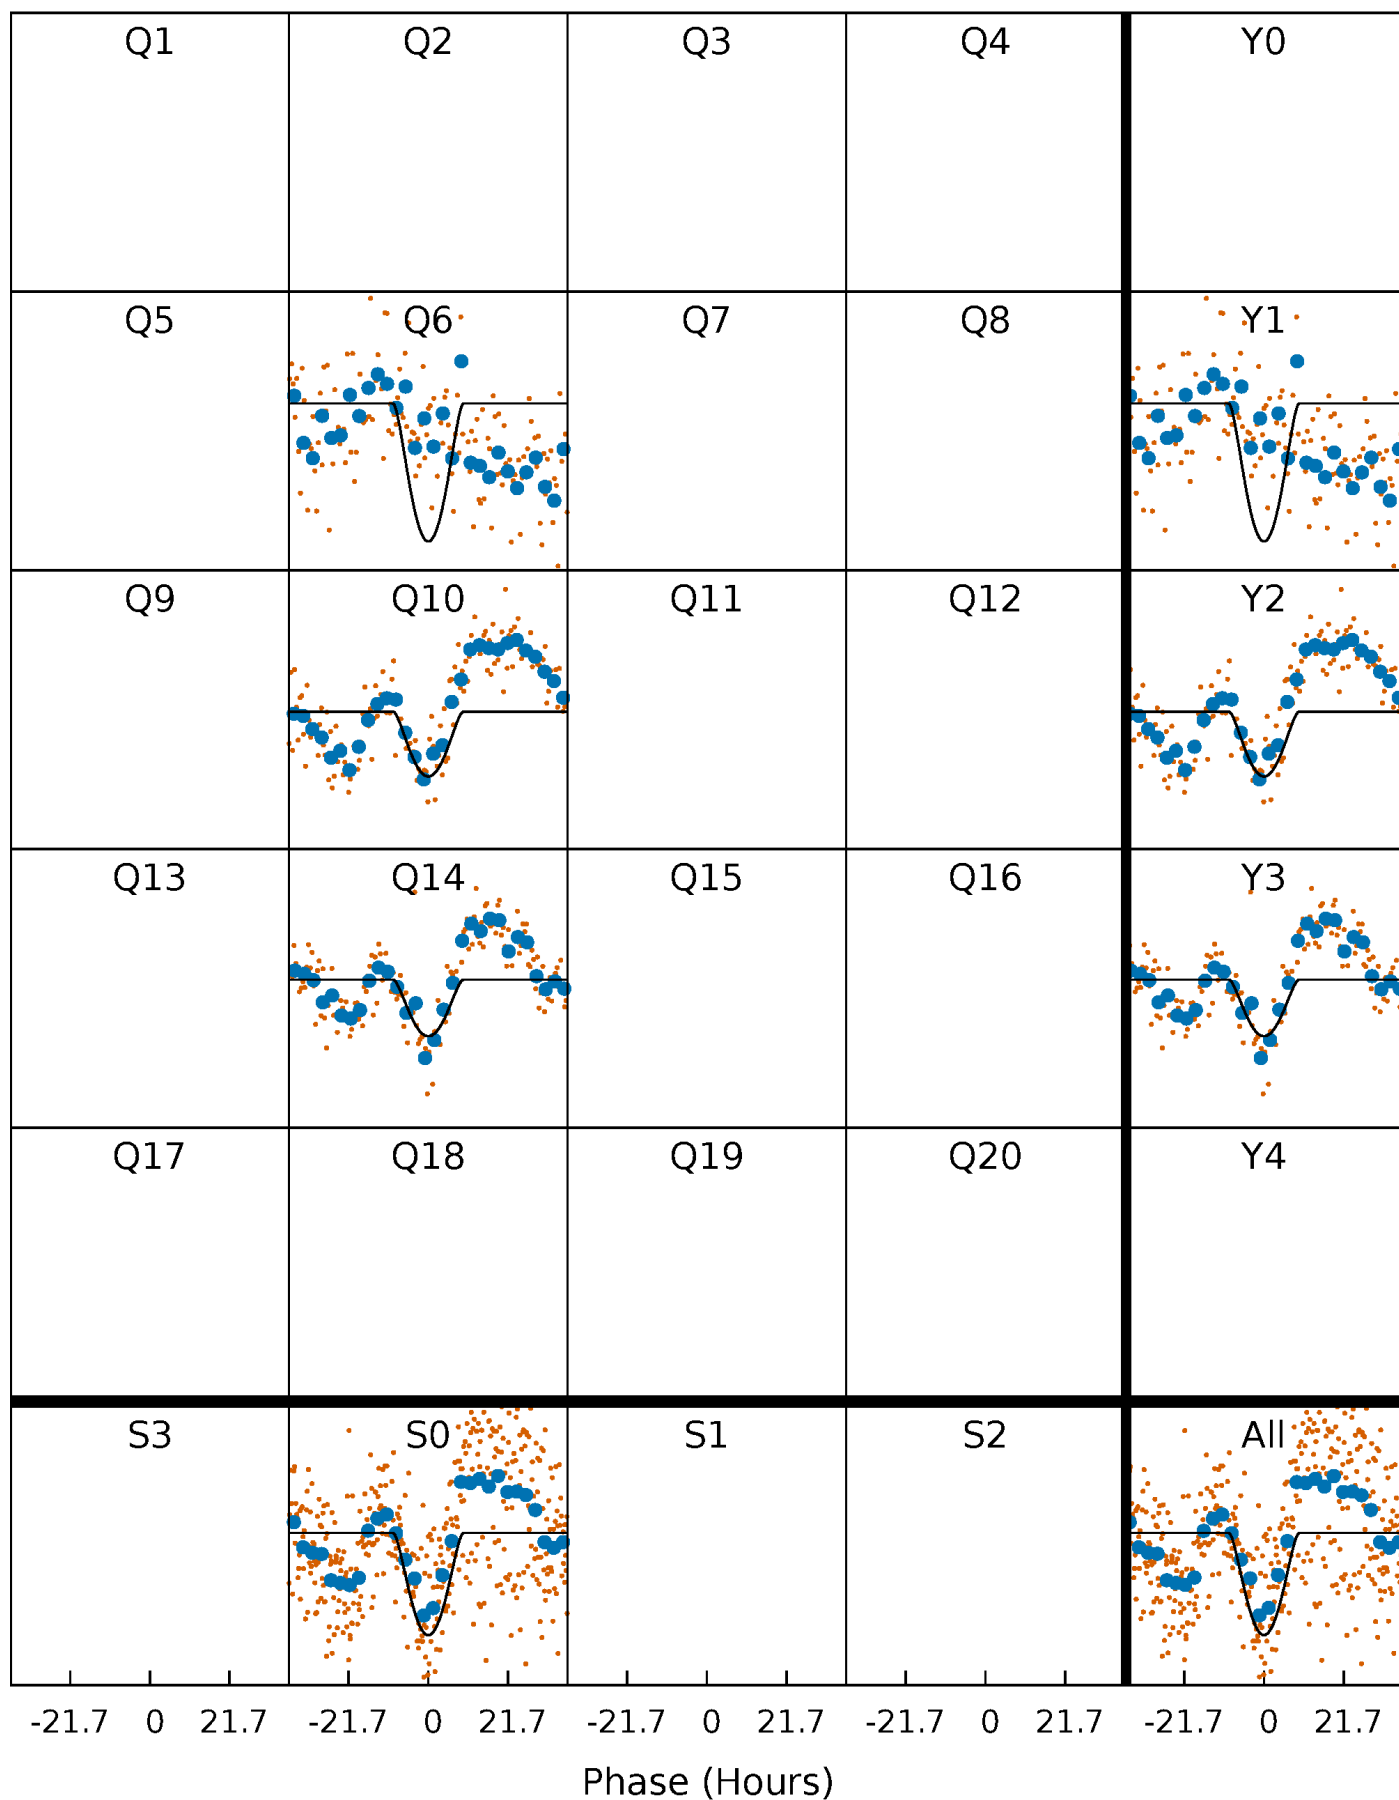 Q1 Q2 Q3 Q4 Y0
Q5 Q6 Q7 Q8 Y1
Q9 Q10 Q11 Q12 Y2
Q13 Q14 Q15 Q16 Y3
Q17 Q18 Q19 Q20 Y4
S3 S0 S1 S2 All
-21.7 0 21.7 -21.7 0 21.7 -21.7 0 21.7 -21.7 0 21.7 -21.7 0 21.7
Phase (Hours)